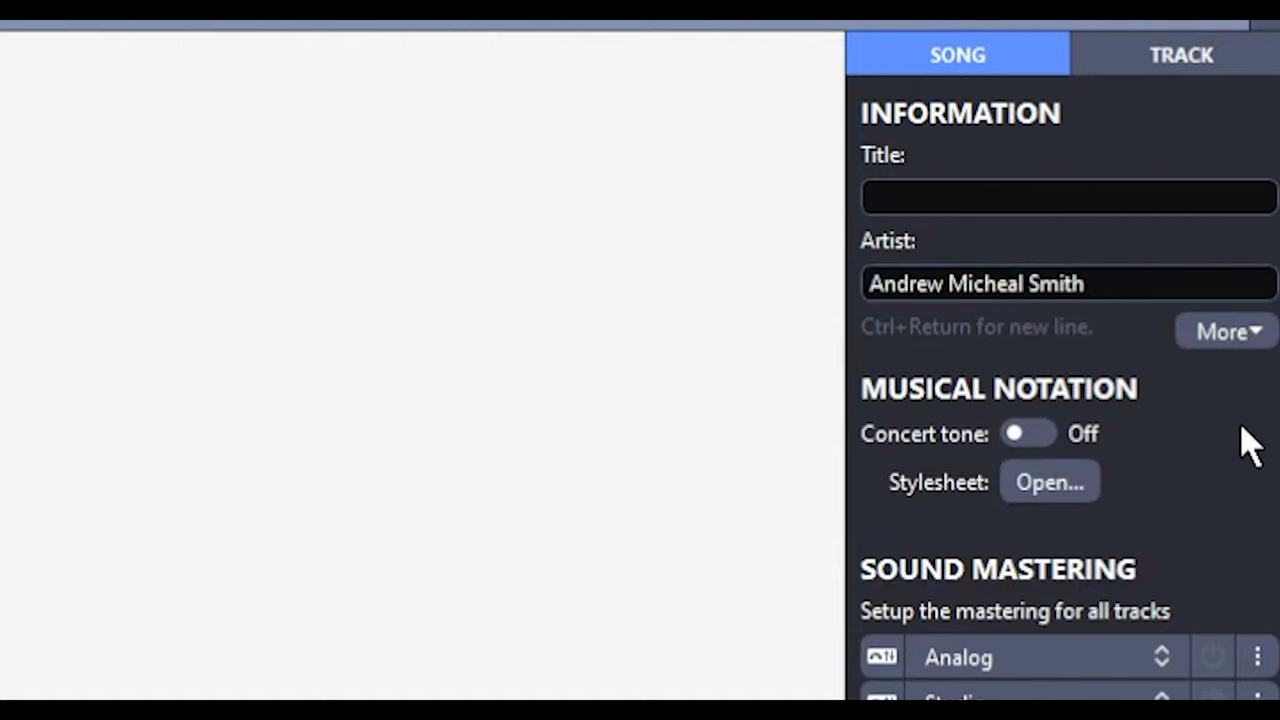 SONG TRACK
INFORMATION
Title:
Artist:
Andrew Micheal Smith
Ctrl+Return for new line. More
MUSICAL NOTATION
Concert tone: Off
Stylesheet: Open...
SOUND MASTERING
Setup the mastering for all tracks
Analog